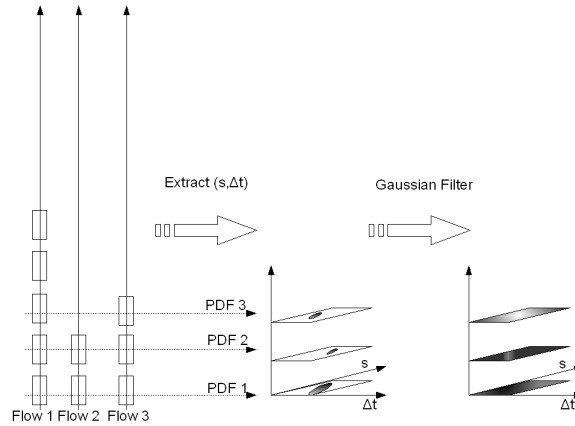 Extract (s,Δt)
Gaussian Filter
PDF 3
PDF 2
PDF 1
s
Δt
s
Δt
Flow 1 Flow 2 Flow 3